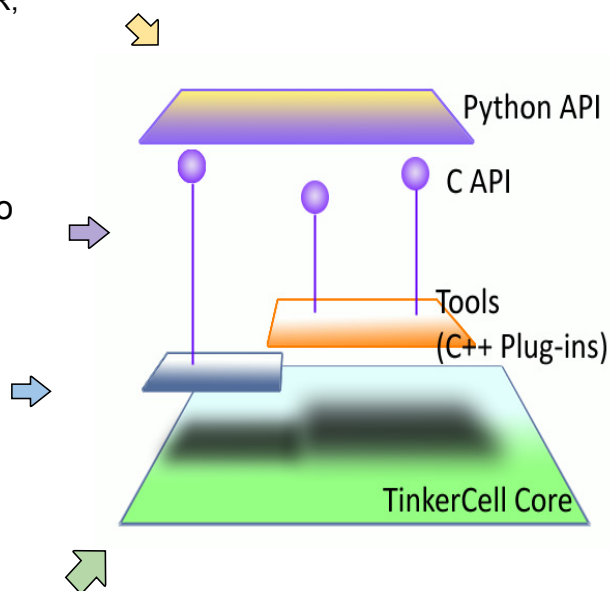 R,
Python API
C API
o
Tools
(C++ Plug-ins)
TinkerCell Core